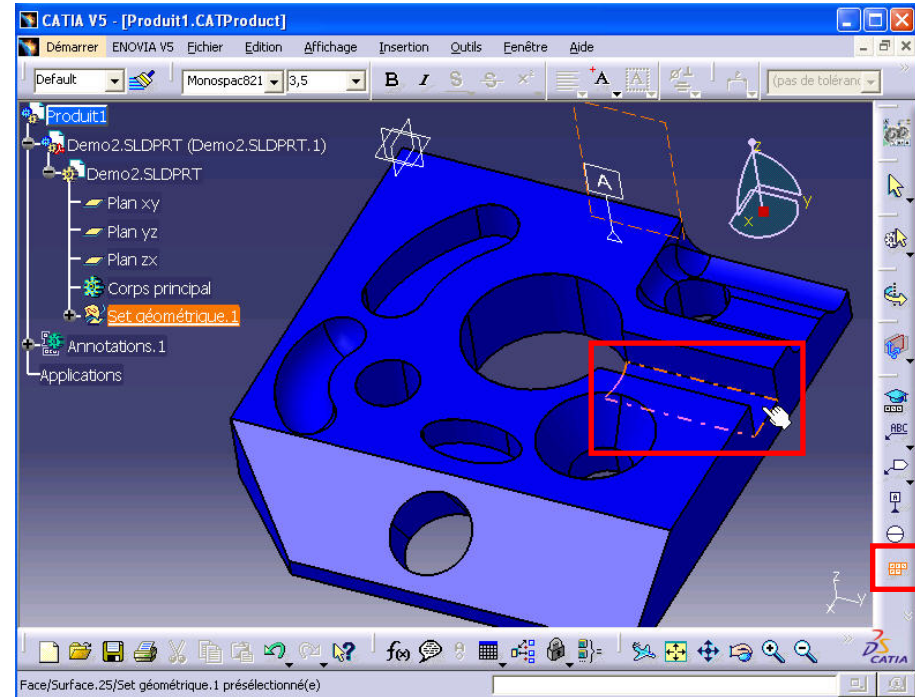 CATIA V5 - [Produit1.CATProduct]
Démarrer ENOVIA V5 Fichier Edition Affichage Insertion Outils Fenêtre Aide
Default Monospac821 3,5 B I S S x² A A (pas de toléranc
Produit1
Demo2.SLDPRT (Demo2.SLDPRT.1)
Demo2.SLDPRT
Plan xy
Plan yz
Plan zx
Corps principal
Set géométrique.1
Annotations.1
Applications
A
z
y
x
ABC
A
z
y
x
f(x)
CATIA
Face/Surface.25/Set géométrique.1 présélectionné(e)